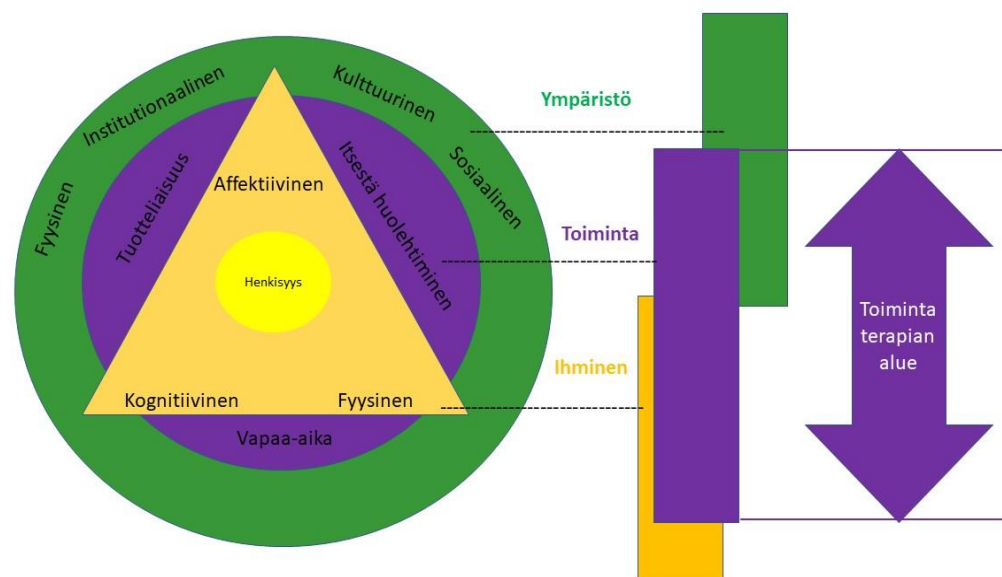 Institutionaalinen
Kulttuurinen
Fyysinen
Sosiaalinen
Tuotteliaisuus
Itsestä huolehtiminen
Affektiivinen
Henkisyys
Kognitiivinen
Fyysinen
Vapaa-aika
Ympäristö
Toiminta
Ihminen
Toiminta
terapian
alue